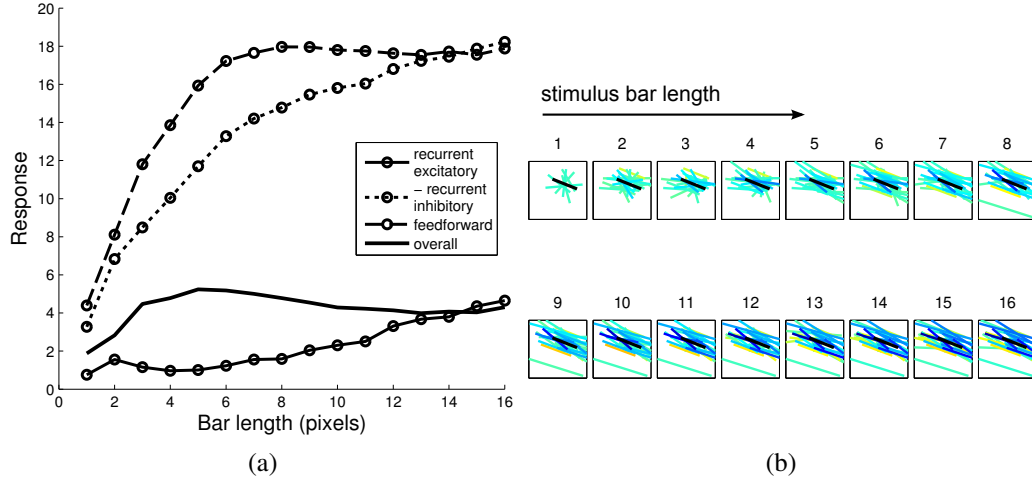 20
18
16
14
12
10
8
6
4
2
0
Response
0 2 4 6 8 10 12 14 16
Bar length (pixels)
recurrent
excitatory
– recurrent
inhibitory
feedforward
overall
(a)
stimulus bar length
1 2 3 4 5 6 7 8
9 10 11 12 13 14 15 16
(b)